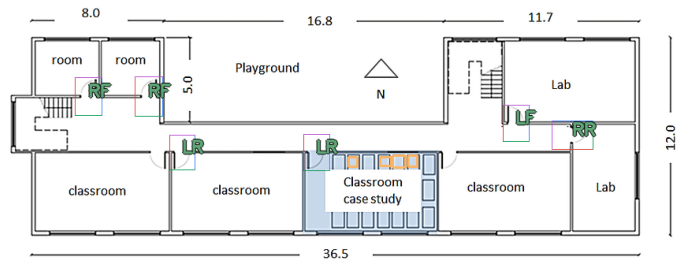 8.0
16.8
11.7
room
room
Playground
5.0
N
Lab
RF
RF
LF
RR
12.0
LR
LR
classroom
classroom
Classroom
case study
classroom
Lab
36.5